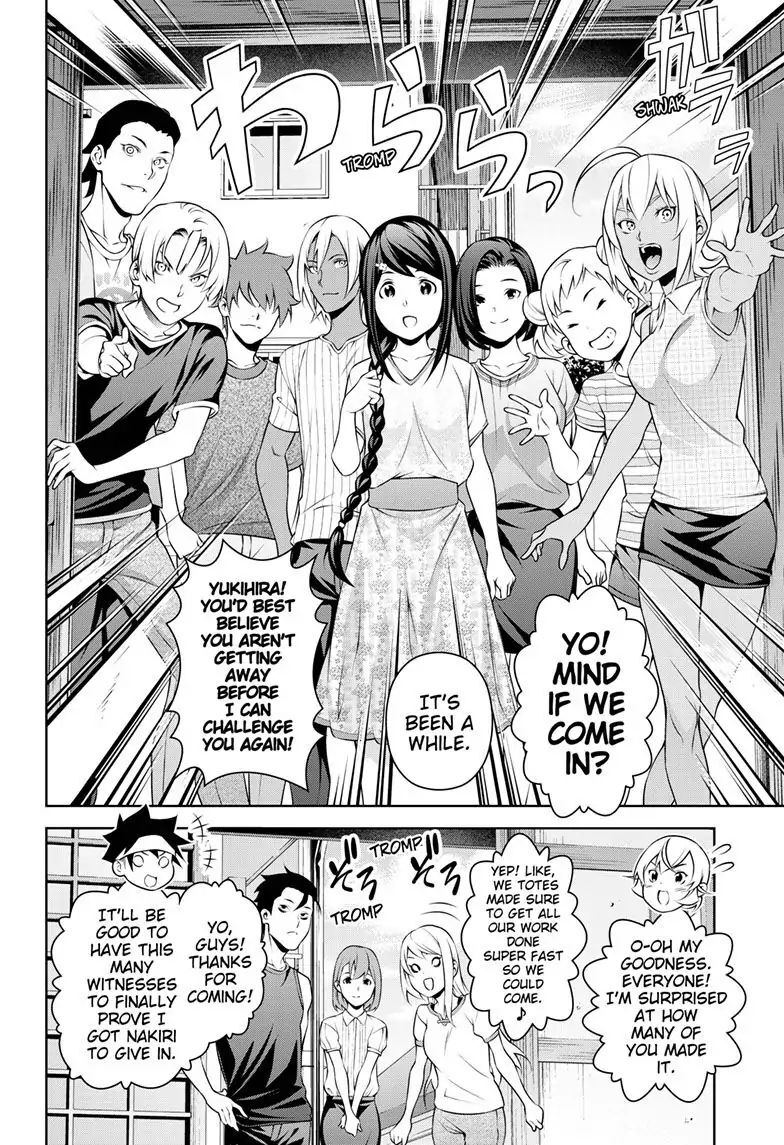 ガララ
SHWAK
わらららっ
TROMP
YO!
MIND
IF WE
COME
IN?
IT'S
BEEN A
WHILE.
YUKIHIRA!
YOU'D BEST
BELIEVE
YOU AREN'T
GETTING
AWAY
BEFORE
I CAN
CHALLENGE
YOU AGAIN!
O-OH MY
GOODNESS.
EVERYONE!
I'M SURPRISED
AT HOW
MANY OF
YOU MADE
IT.
YEP! LIKE,
WE TOTES
MADE SURE
TO GET ALL
OUR WORK
DONE
SUPER FAST
SO WE
COULD
COME.
♪
TROMP
ぞろ
ぞろ
TROMP
YO,
GUYS!
THANKS
FOR
COMING!
IT'LL BE
GOOD TO
HAVE THIS
MANY
WITNESSES
TO FINALLY
PROVE I
GOT NAKIRI
TO GIVE IN.